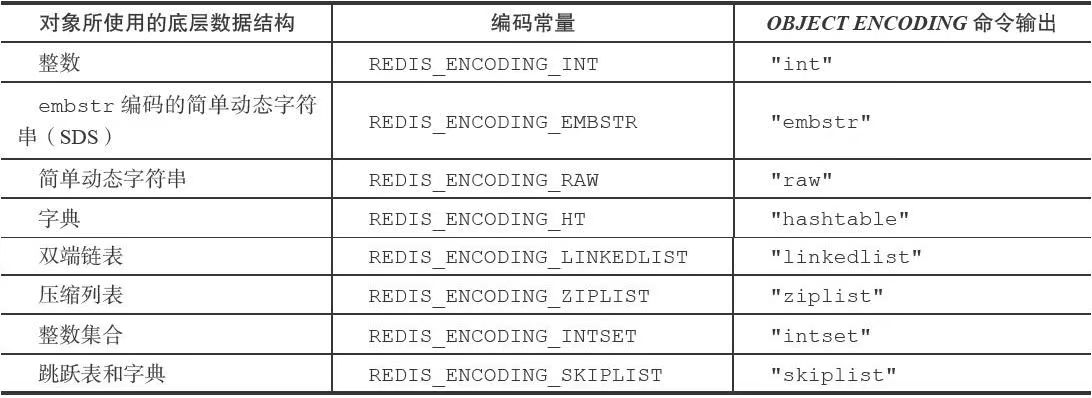 对象所使用的底层数据结构 编码常量 OBJECT ENCODING 命令输出
整数 REDIS_ENCODING_INT "int"
embstr 编码的简单动态字符
串（SDS） REDIS_ENCODING_EMBSTR "embstr"
简单动态字符串 REDIS_ENCODING_RAW "raw"
字典 REDIS_ENCODING_HT "hashtable"
双端链表 REDIS_ENCODING_LINKEDLIST "linkedlist"
压缩列表 REDIS_ENCODING_ZIPLIST "ziplist"
整数集合 REDIS_ENCODING_INTSET "intset"
跳跃表和字典 REDIS_ENCODING_SKIPLIST "skiplist"